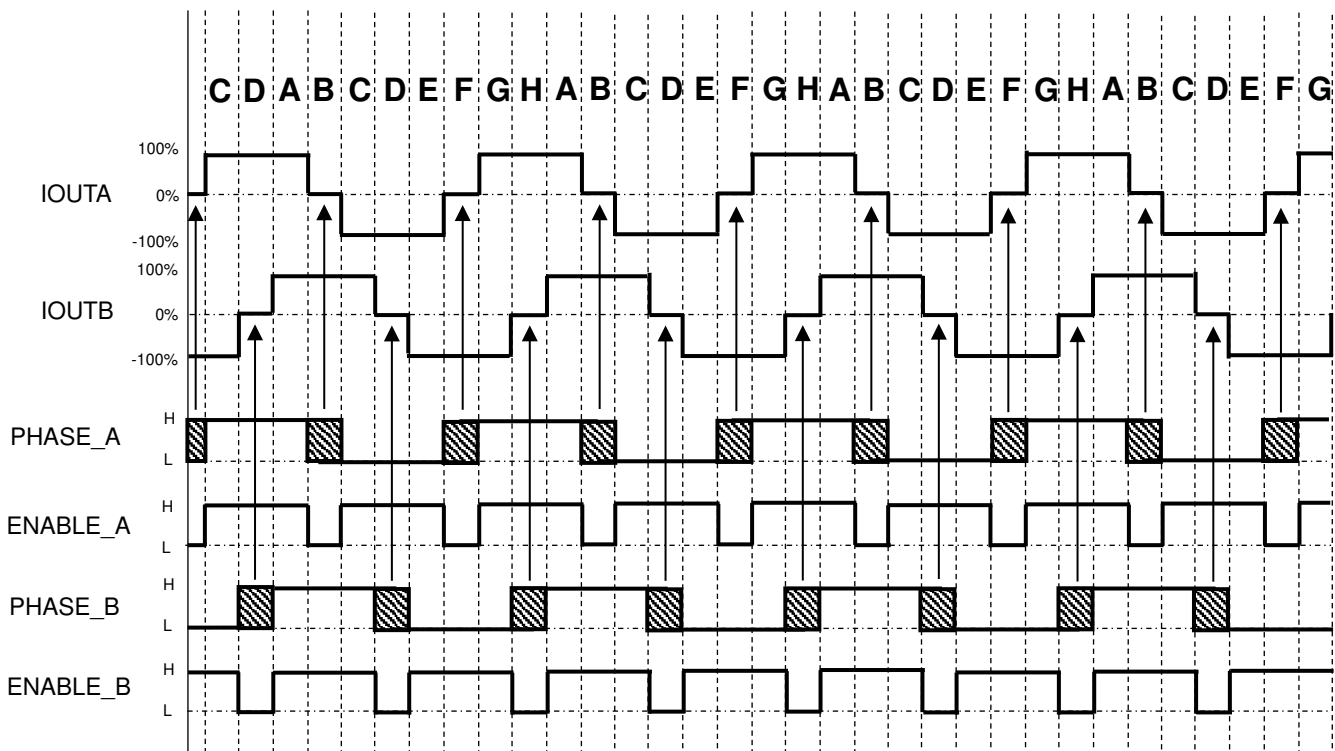 C D A B C D E F G H A B C D E F G H A B C D E F G H A B C D E F G
100%
IOUTA 0%
-100%
100%
IOUTB 0%
-100%
PHASE_A H
L
ENABLE_A H
L
PHASE_B H
L
ENABLE_B H
L